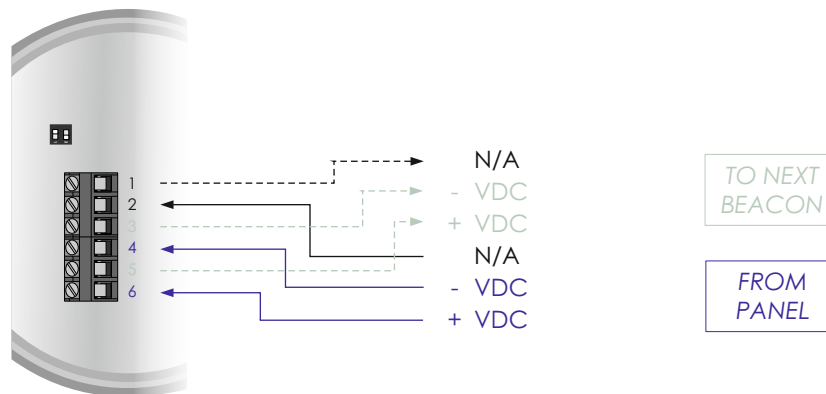 1
2
3
4
5
6
N/A
- VDC
+ VDC
N/A
- VDC
+ VDC
TO NEXT
BEACON
FROM
PANEL